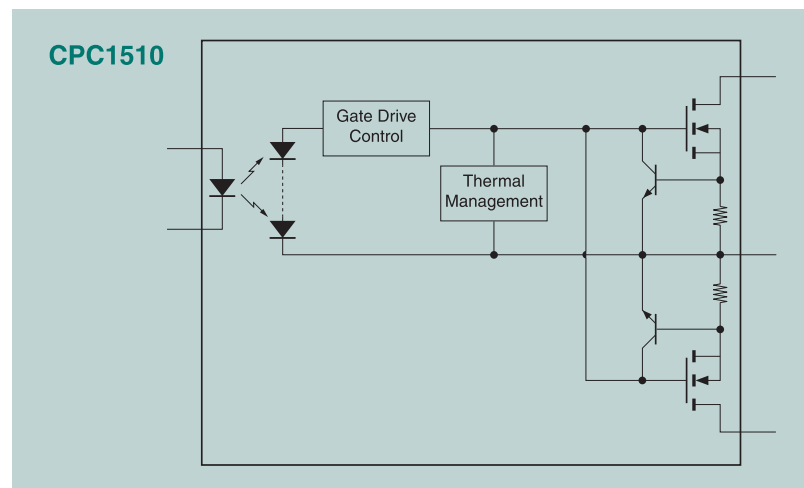 CPC1510
Gate Drive
Control
Thermal
Management